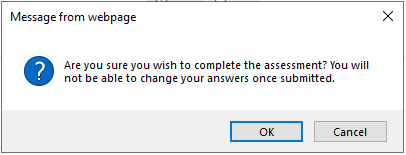 Message from webpage
Are you sure you wish to complete the assessment? You will
not be able to change your answers once submitted.
OK
Cancel